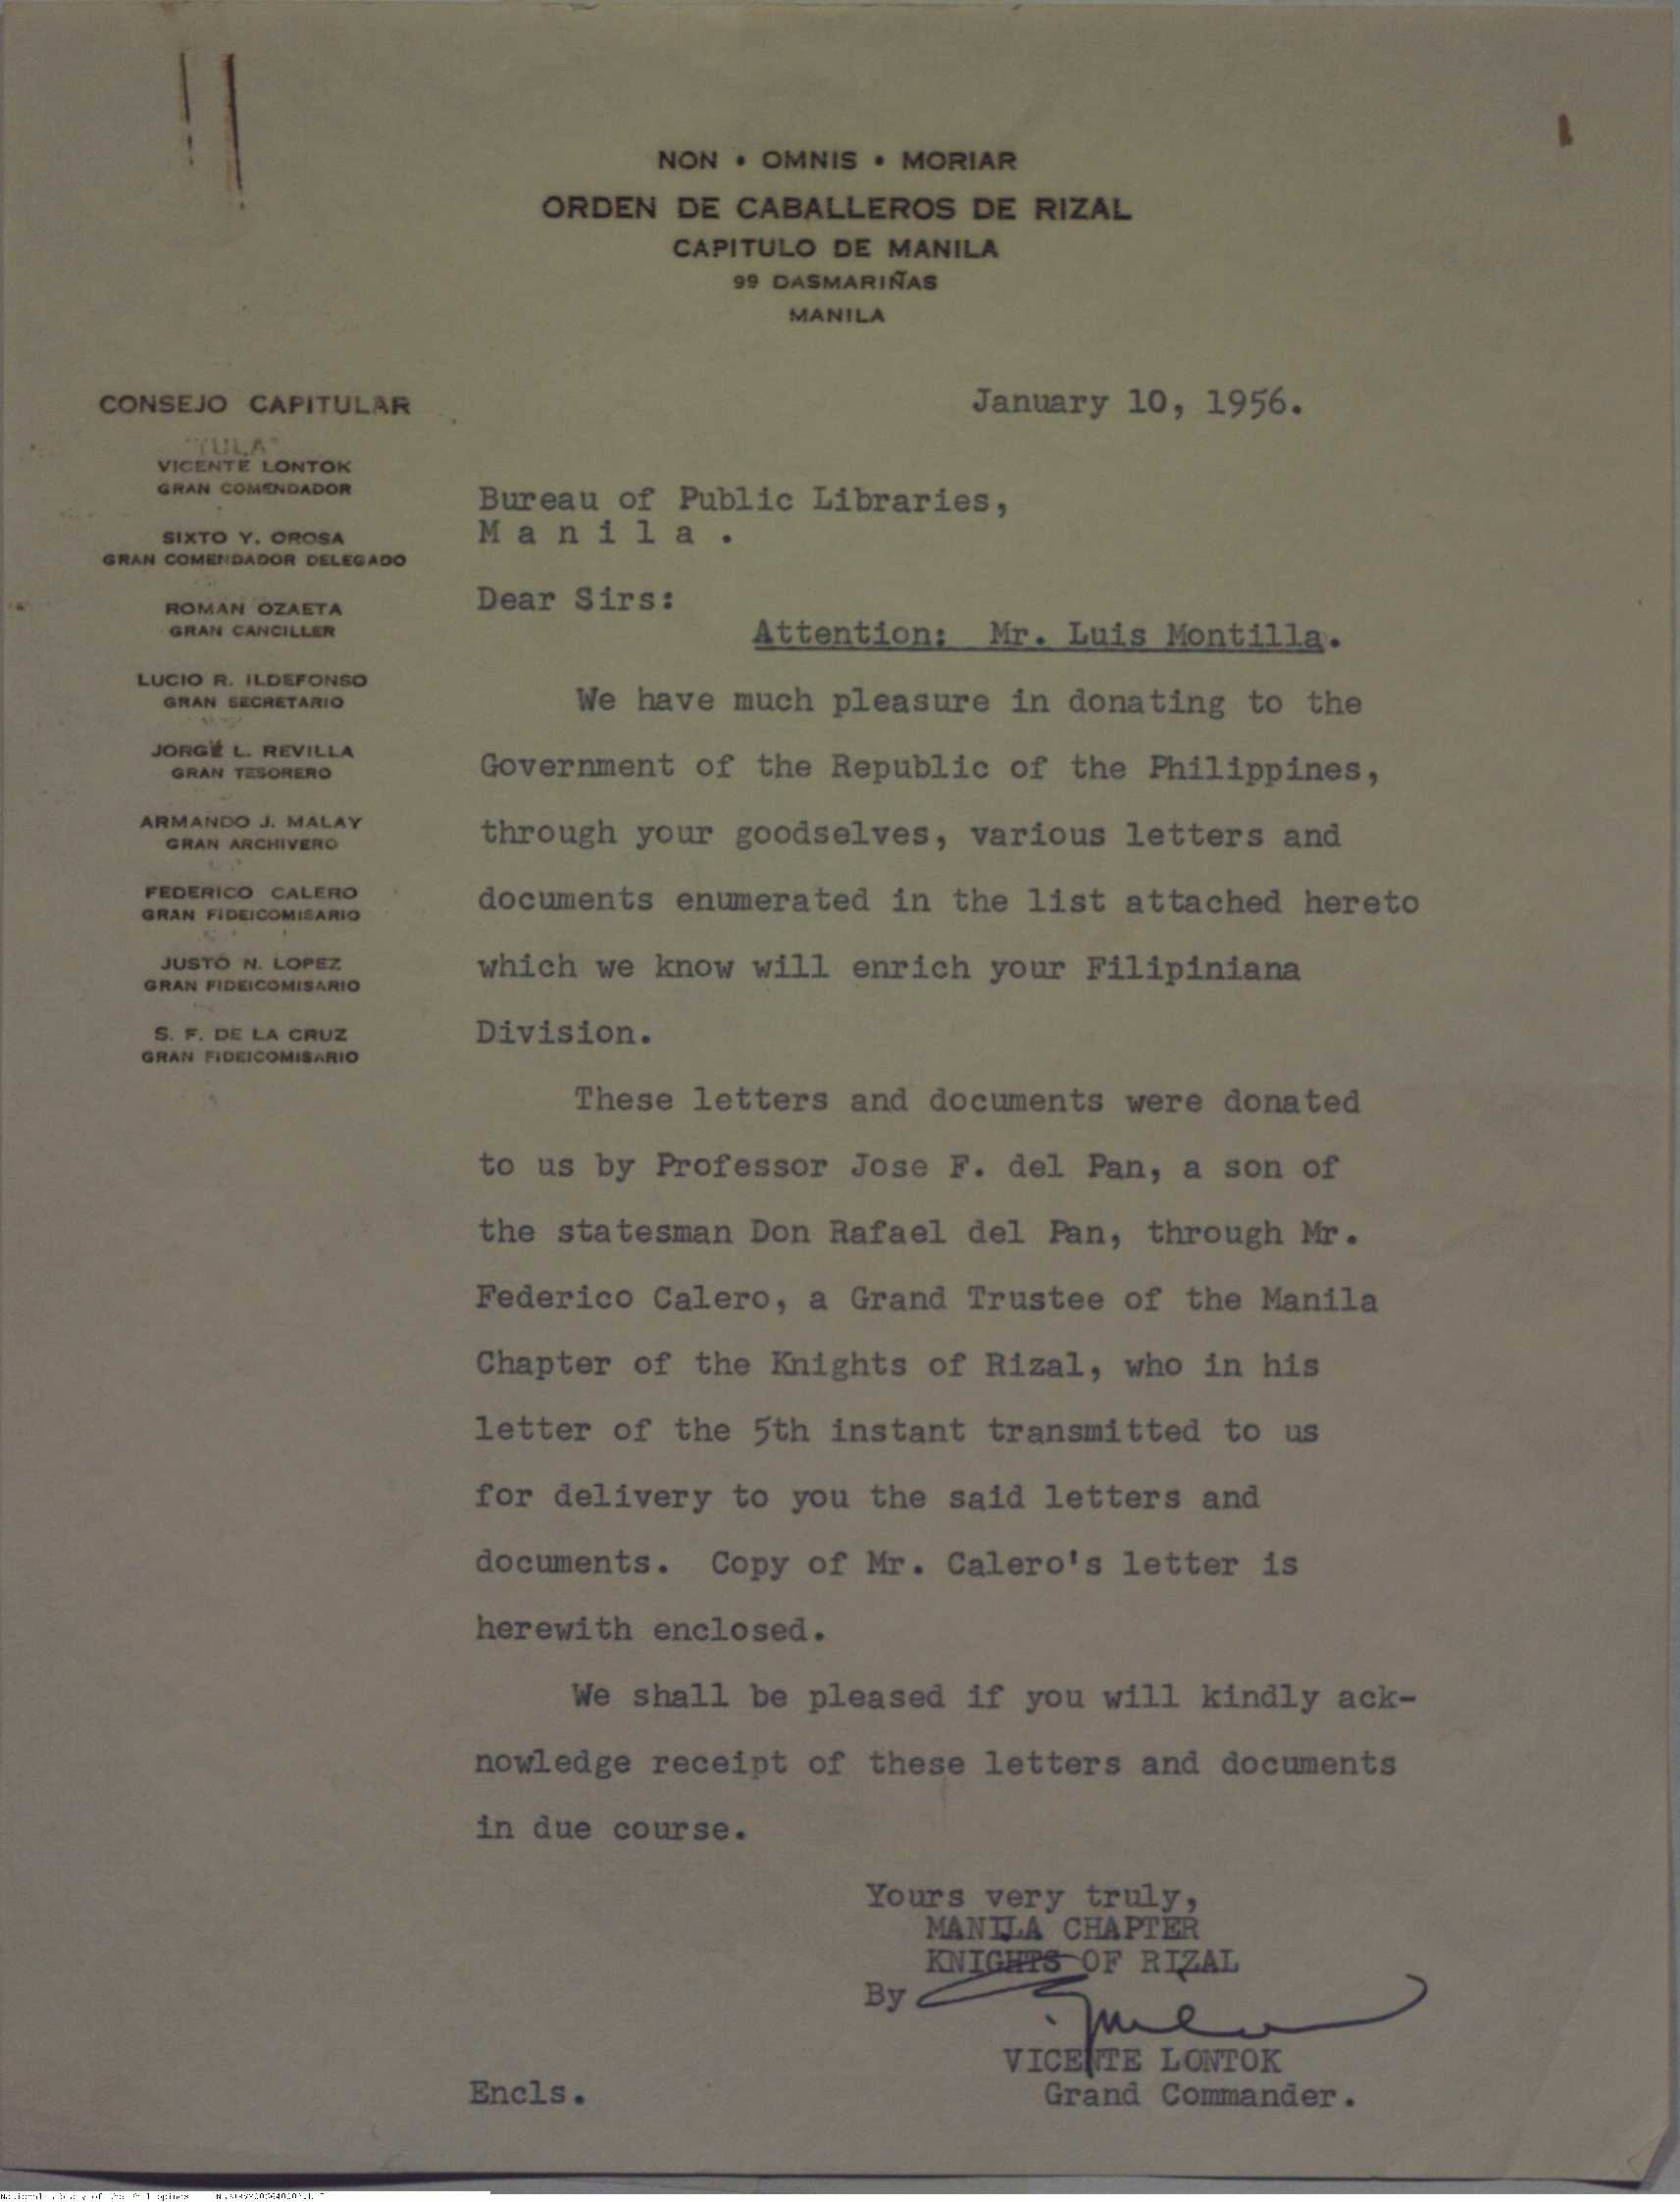 NON • OMNIS • MORIAR
ORDEN DE CABALLEROS DE RIZAL
CAPITULO DE MANILA
99 DASMARIÑAS
MANILA
January 10, 1956.
CONSEJO CAPITULAR
"TULA"
VICENTE LONTOK
GRAN COMENDADOR
SIXTO Y. OROSA
GRAN COMENDADOR DELEGADO
ROMAN OZAETA
GRAN CANCILLER
LUCIO R. ILDEFONSO
GRAN SECRETARIO
JORGE L. REVILLA
GRAN TESORERO
ARMANDO J. MALAY
GRAN ARCHIVERO
FEDERICO CALERO
GRAN FIDEICOMISARIO
JUSTO N. LOPEZ
GRAN FIDEICOMISARIO
S. F. DE LA CRUZ
GRAN FIDEICOMISARIO
Bureau of Public Libraries,
M a n i l a .
Dear Sirs:
Attention: Mr. Luis Montilla.
We have much pleasure in donating to the
Government of the Republic of the Philippines,
through your goodselves, various letters and
documents enumerated in the list attached hereto
which we know will enrich your Filipiniana
Division.
These letters and documents were donated
to us by Professor Jose F. del Pan, a son of
the statesman Don Rafael del Pan, through Mr.
Federico Calero, a Grand Trustee of the Manila
Chapter of the Knights of Rizal, who in his
letter of the 5th instant transmitted to us
for delivery to you the said letters and
documents. Copy of Mr. Calero's letter is
herewith enclosed.
We shall be pleased if you will kindly ack-
nowledge receipt of these letters and documents
in due course.
Yours very truly,
MANILA CHAPTER
KNIGHTS OF RIZAL
By
VICENTE LONTOK
Grand Commander.
Encls.
National Library of the Philippines